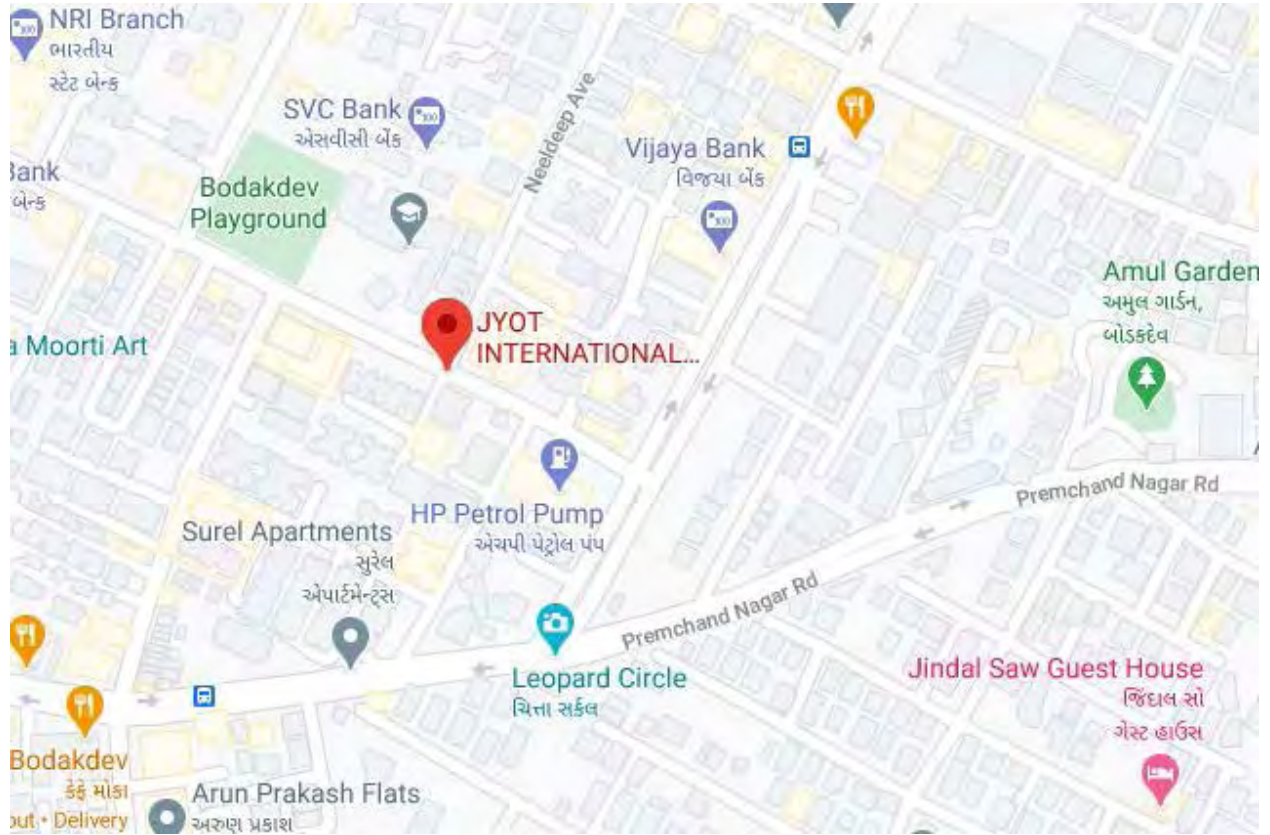 NRI Branch
ભારતીય
સ્ટેટ બેન્ક
SVC Bank
એસવીસી બેંક
Neeldeep Ave
Vijaya Bank
વિજયા બેંક
Bank
બેન્ક
Bodakdev
Playground
Amul Garden
અમુલ ગાર્ડન,
બોડકદેવ
JYOT
INTERNATIONAL...
a Moorti Art
HP Petrol Pump
એચપી પેટ્રોલ પંપ
Premchand Nagar Rd
Surel Apartments
સુરેલ
એપાર્ટમેન્ટ્સ
Premchand Nagar Rd
Leopard Circle
ચિત્તા સર્કલ
Jindal Saw Guest House
જિંદાલ સો
ગેસ્ટ હાઉસ
Bodakdev
કેફે મોકા
out • Delivery
Arun Prakash Flats
અરુણ પ્રકાશ